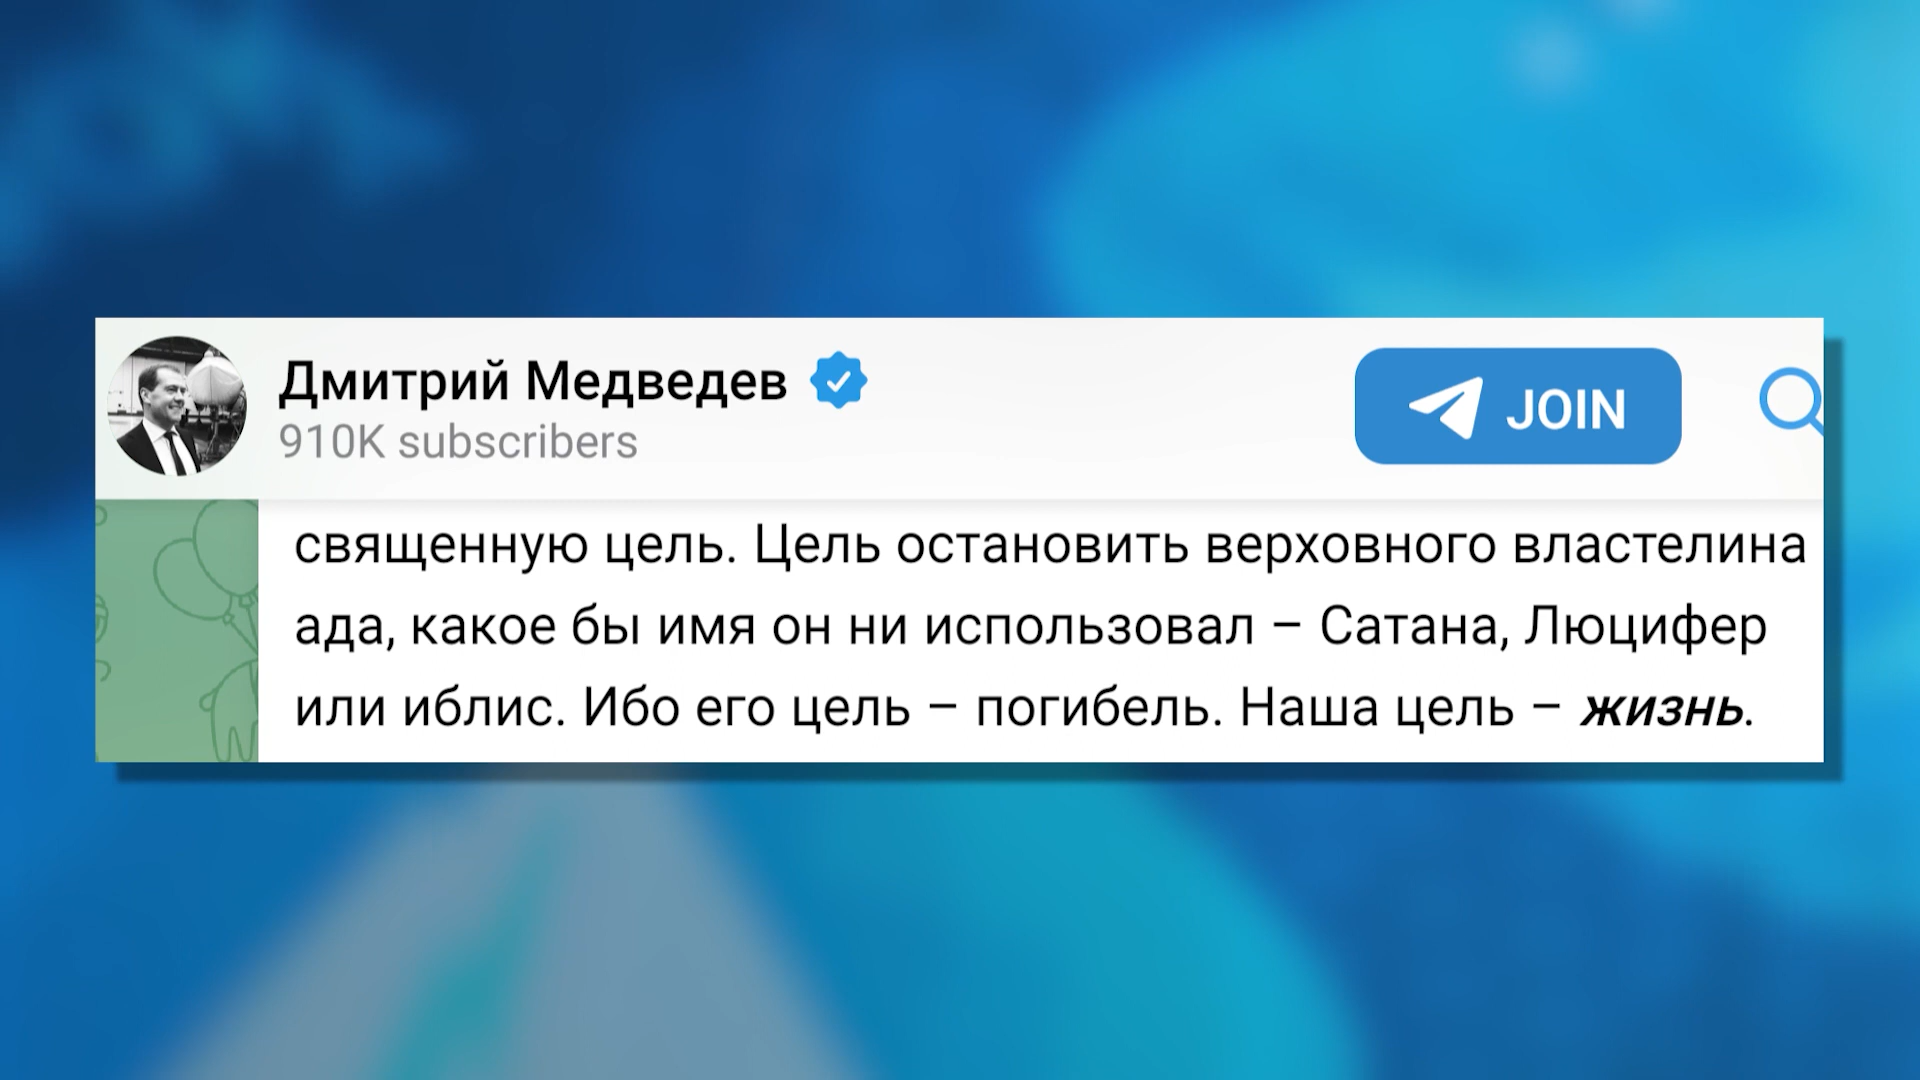 Дмитрий Медведев
910K subscribers
JOIN
священную цель. Цель остановить верховного властелина
ада, какое бы имя он ни использовал – Сатана, Люцифер
или иблис. Ибо его цель – погибель. Наша цель – жизнь.